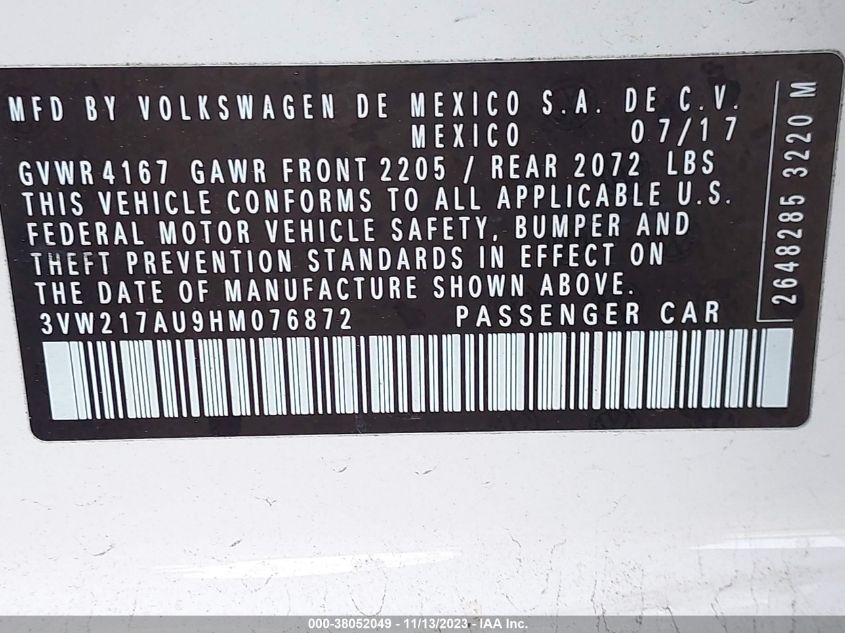 MFD BY VOLKSWAGEN DE MEXICO S.A. DE C.V.
MEXICO 07/17
GVWR 4167 GAWR FRONT 2205 / REAR 2072 LBS
THIS VEHICLE CONFORMS TO ALL APPLICABLE U.S.
FEDERAL MOTOR VEHICLE SAFETY, BUMPER AND
THEFT PREVENTION STANDARDS IN EFFECT ON
THE DATE OF MANUFACTURE SHOWN ABOVE.
3VW217AU9HM076872 PASSENGER CAR
2648285 3220 M
000-38052049 - 11/13/2023 - IAA Inc.